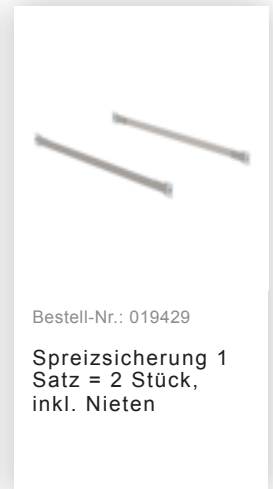 Bestell-Nr.: 019429
Spreizsicherung 1
Satz = 2 Stück,
inkl. Nieten